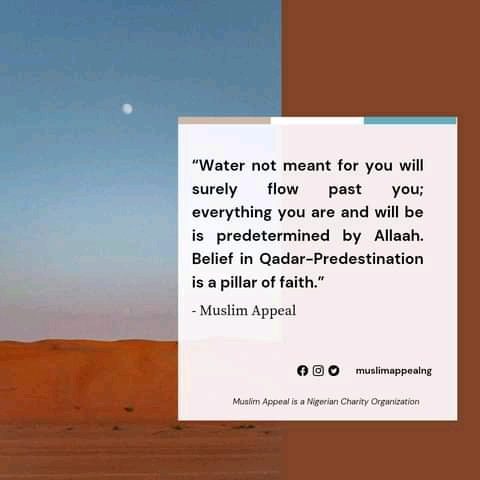 “Water not meant for you will
surely flow past you;
everything you are and will be
is predetermined by Allaah.
Belief in Qadar-Predestination
is a pillar of faith.”
- Muslim Appeal
muslimappealng
Muslim Appeal is a Nigerian Charity Organization